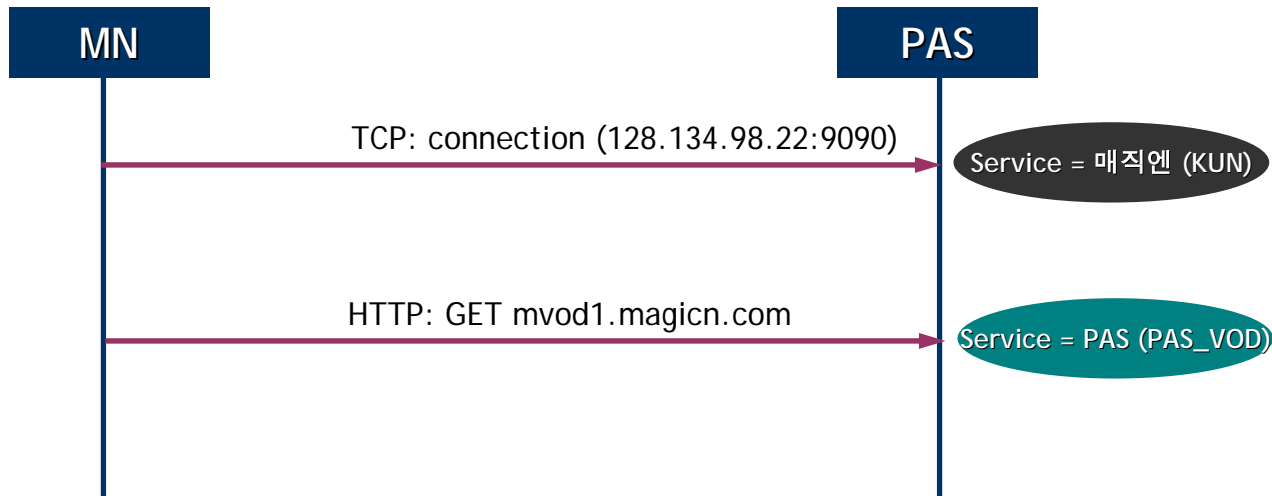 MN
PAS
TCP: connection (128.134.98.22:9090)
Service = 매직엔 (KUN)
HTTP: GET mvod1.magicn.com
Service = PAS (PAS_VOD)